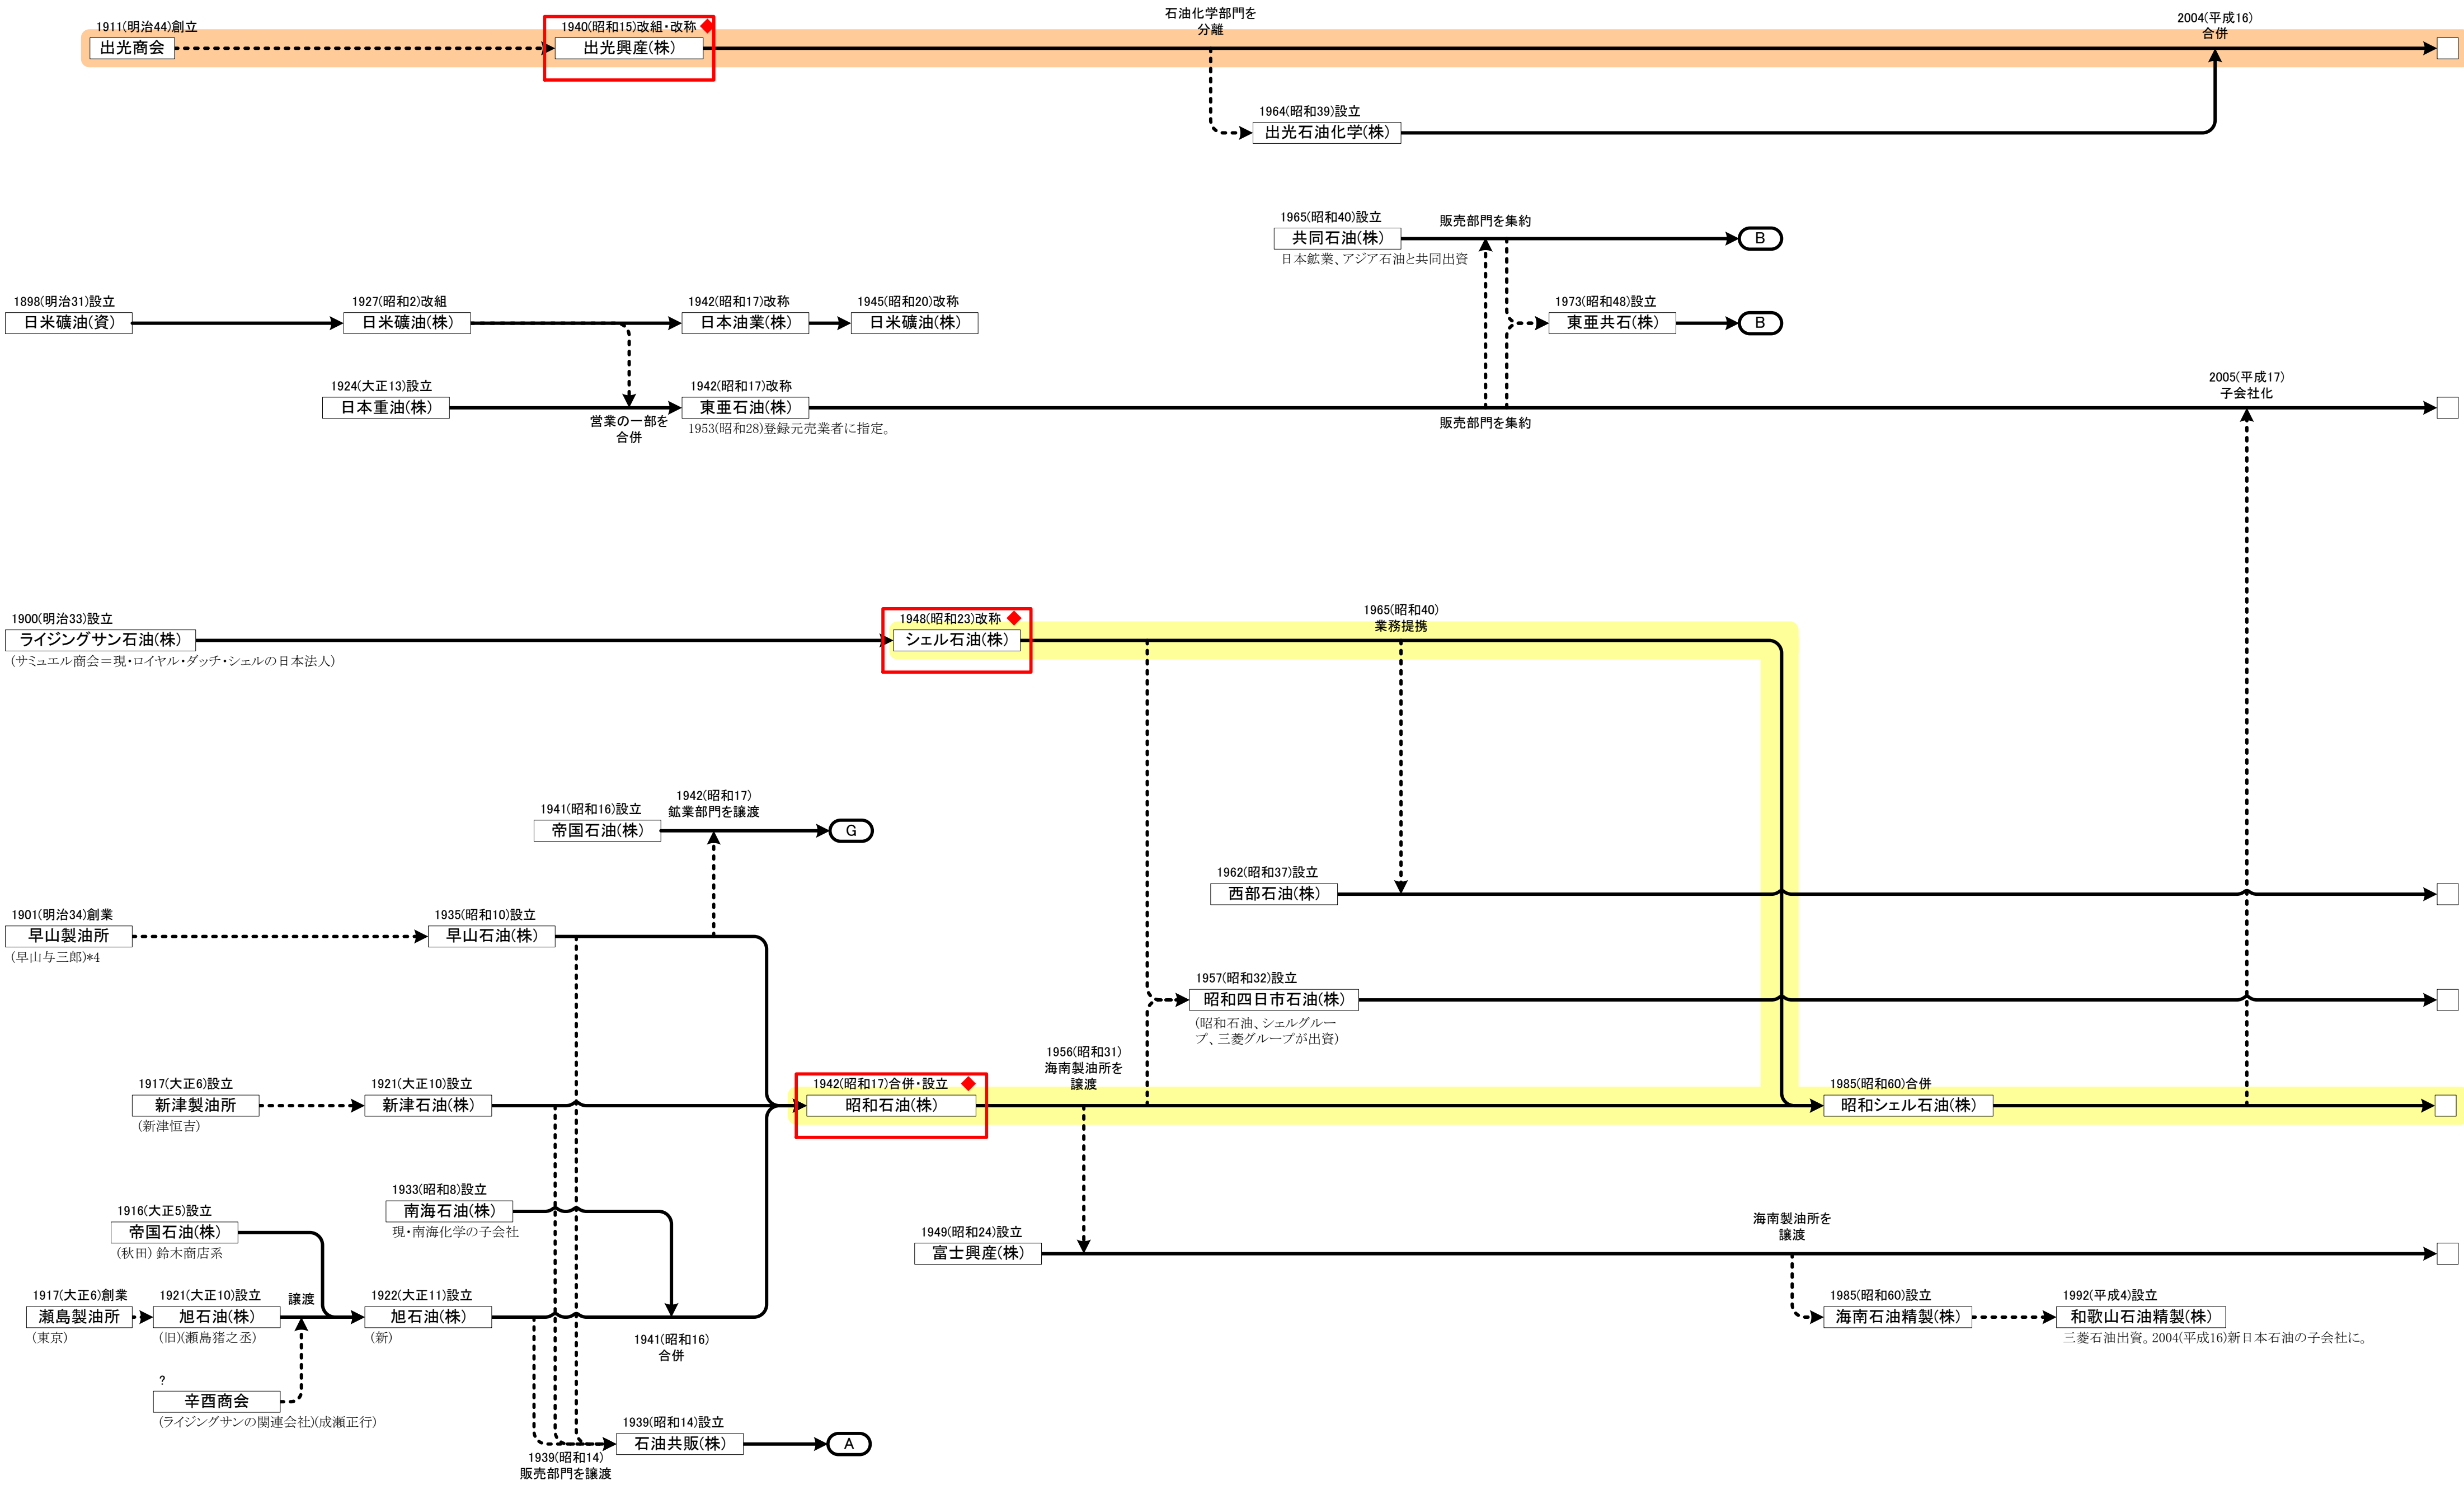 1911(明治44)創立
出光商会
1940(昭和15)改組・改称
出光興産(株)
石油化学部門を
分離
2004(平成16)
合併
1964(昭和39)設立
出光石油化学(株)
1965(昭和40)設立
共同石油(株)
日本鉱業、アジア石油と共同出資
販売部門を集約
B
1898(明治31)設立
日米礦油(資)
1927(昭和2)改組
日米礦油(株)
1942(昭和17)改称
日本油業(株)
1945(昭和20)改称
日米礦油(株)
1973(昭和48)設立
東亜共石(株)
B
1924(大正13)設立
日本重油(株)
営業の一部を
合併
1942(昭和17)改称
東亜石油(株)
1953(昭和28)登録元売業者に指定。
販売部門を集約
2005(平成17)
子会社化
1900(明治33)設立
ライジングサン石油(株)
(サミュエル商会=現・ロイヤル・ダッチ・シェルの日本法人)
1948(昭和23)改称
シェル石油(株)
1965(昭和40)
業務提携
1941(昭和16)設立
帝国石油(株)
1942(昭和17)
鉱業部門を譲渡
G
1962(昭和37)設立
西部石油(株)
1901(明治34)創業
早山製油所
(早山与三郎)*4
1935(昭和10)設立
早山石油(株)
1957(昭和32)設立
昭和四日市石油(株)
(昭和石油、シェルグルー
プ、三菱グループが出資)
1917(大正6)設立
新津製油所
(新津恒吉)
1921(大正10)設立
新津石油(株)
1942(昭和17)合併・設立
昭和石油(株)
1956(昭和31)
海南製油所を
譲渡
1985(昭和60)合併
昭和シェル石油(株)
1933(昭和8)設立
南海石油(株)
現・南海化学の子会社
1916(大正5)設立
帝国石油(株)
(秋田) 鈴木商店系
1949(昭和24)設立
富士興産(株)
海南製油所を
譲渡
1917(大正6)創業
瀬島製油所
(東京)
1921(大正10)設立
旭石油(株)
(旧)(瀬島猪之丞)
譲渡
1922(大正11)設立
旭石油(株)
(新)
1941(昭和16)
合併
1985(昭和60)設立
海南石油精製(株)
1992(平成4)設立
和歌山石油精製(株)
三菱石油出資。2004(平成16)新日本石油の子会社に。
?
辛酉商会
(ライジングサンの関連会社)(成瀬正行)
1939(昭和14)設立
石油共販(株)
A
1939(昭和14)
販売部門を譲渡